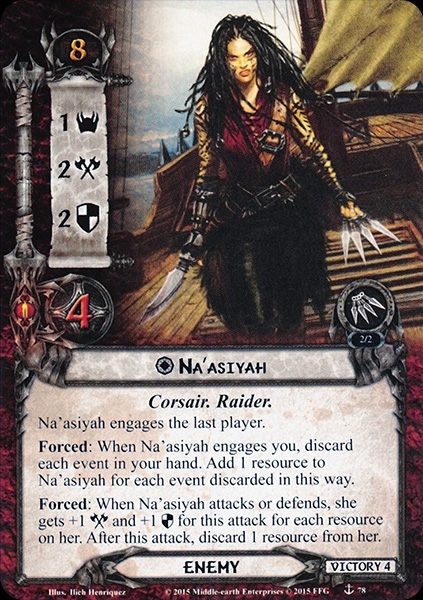 8
1
2
2
4
2/2
Na'asiyah
Corsair. Raider.
Na'asiyah engages the last player.
Forced: When Na'asiyah engages you, discard
each event in your hand. Add 1 resource to
Na'asiyah for each event discarded in this way.
Forced: When Na'asiyah attacks or defends, she
gets +1 and +1 for this attack for each resource
on her. After this attack, discard 1 resource from her.
ENEMY
VICTORY 4
Illus. Ilich Henriquez
© 2015 Middle-earth Enterprises © 2015 FFG
78